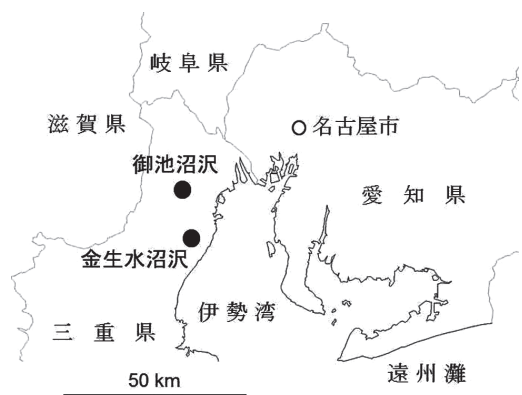 岐阜県
滋賀県
名古屋市
御池沼沢
愛知県
金生水沼沢
伊勢湾
三重県
遠州灘
50 km